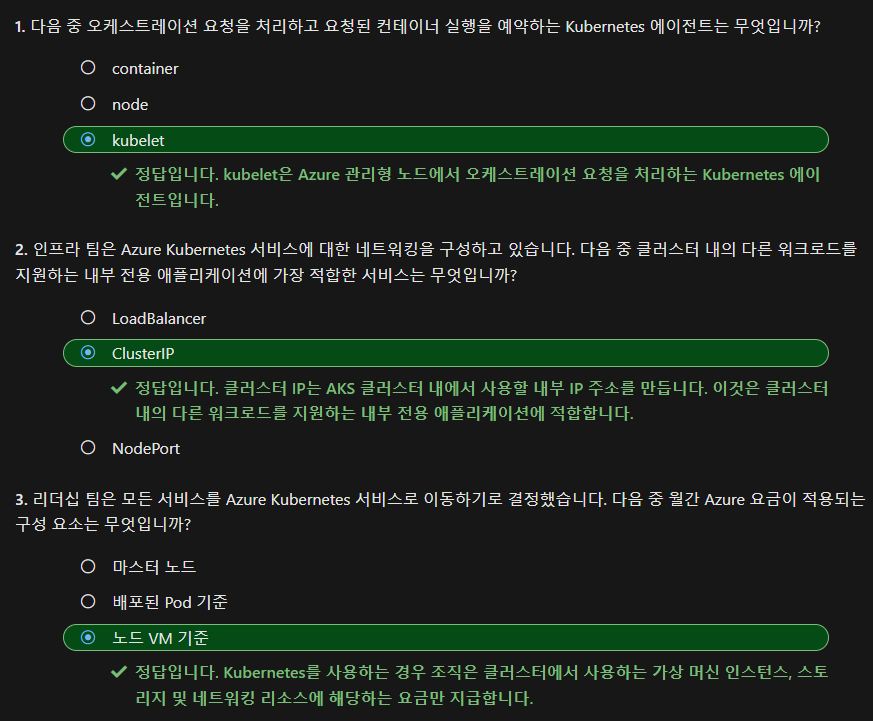 1. 다음 중 오케스트레이션 요청을 처리하고 요청된 컨테이너 실행을 예약하는 Kubernetes 에이전트는 무엇입니까?
container
node
kubelet
정답입니다. kubelet은 Azure 관리형 노드에서 오케스트레이션 요청을 처리하는 Kubernetes 에이
전트입니다.
2. 인프라 팀은 Azure Kubernetes 서비스에 대한 네트워킹을 구성하고 있습니다. 다음 중 클러스터 내의 다른 워크로드를
지원하는 내부 전용 애플리케이션에 가장 적합한 서비스는 무엇입니까?
LoadBalancer
ClusterIP
정답입니다. 클러스터 IP는 AKS 클러스터 내에서 사용할 내부 IP 주소를 만듭니다. 이것은 클러스터
내의 다른 워크로드를 지원하는 내부 전용 애플리케이션에 적합합니다.
NodePort
3. 리더십 팀은 모든 서비스를 Azure Kubernetes 서비스로 이동하기로 결정했습니다. 다음 중 월간 Azure 요금이 적용되는
구성 요소는 무엇입니까?
마스터 노드
배포된 Pod 기준
노드 VM 기준
정답입니다. Kubernetes를 사용하는 경우 조직은 클러스터에서 사용하는 가상 머신 인스턴스, 스토
리지 및 네트워킹 리소스에 해당하는 요금만 지급합니다.